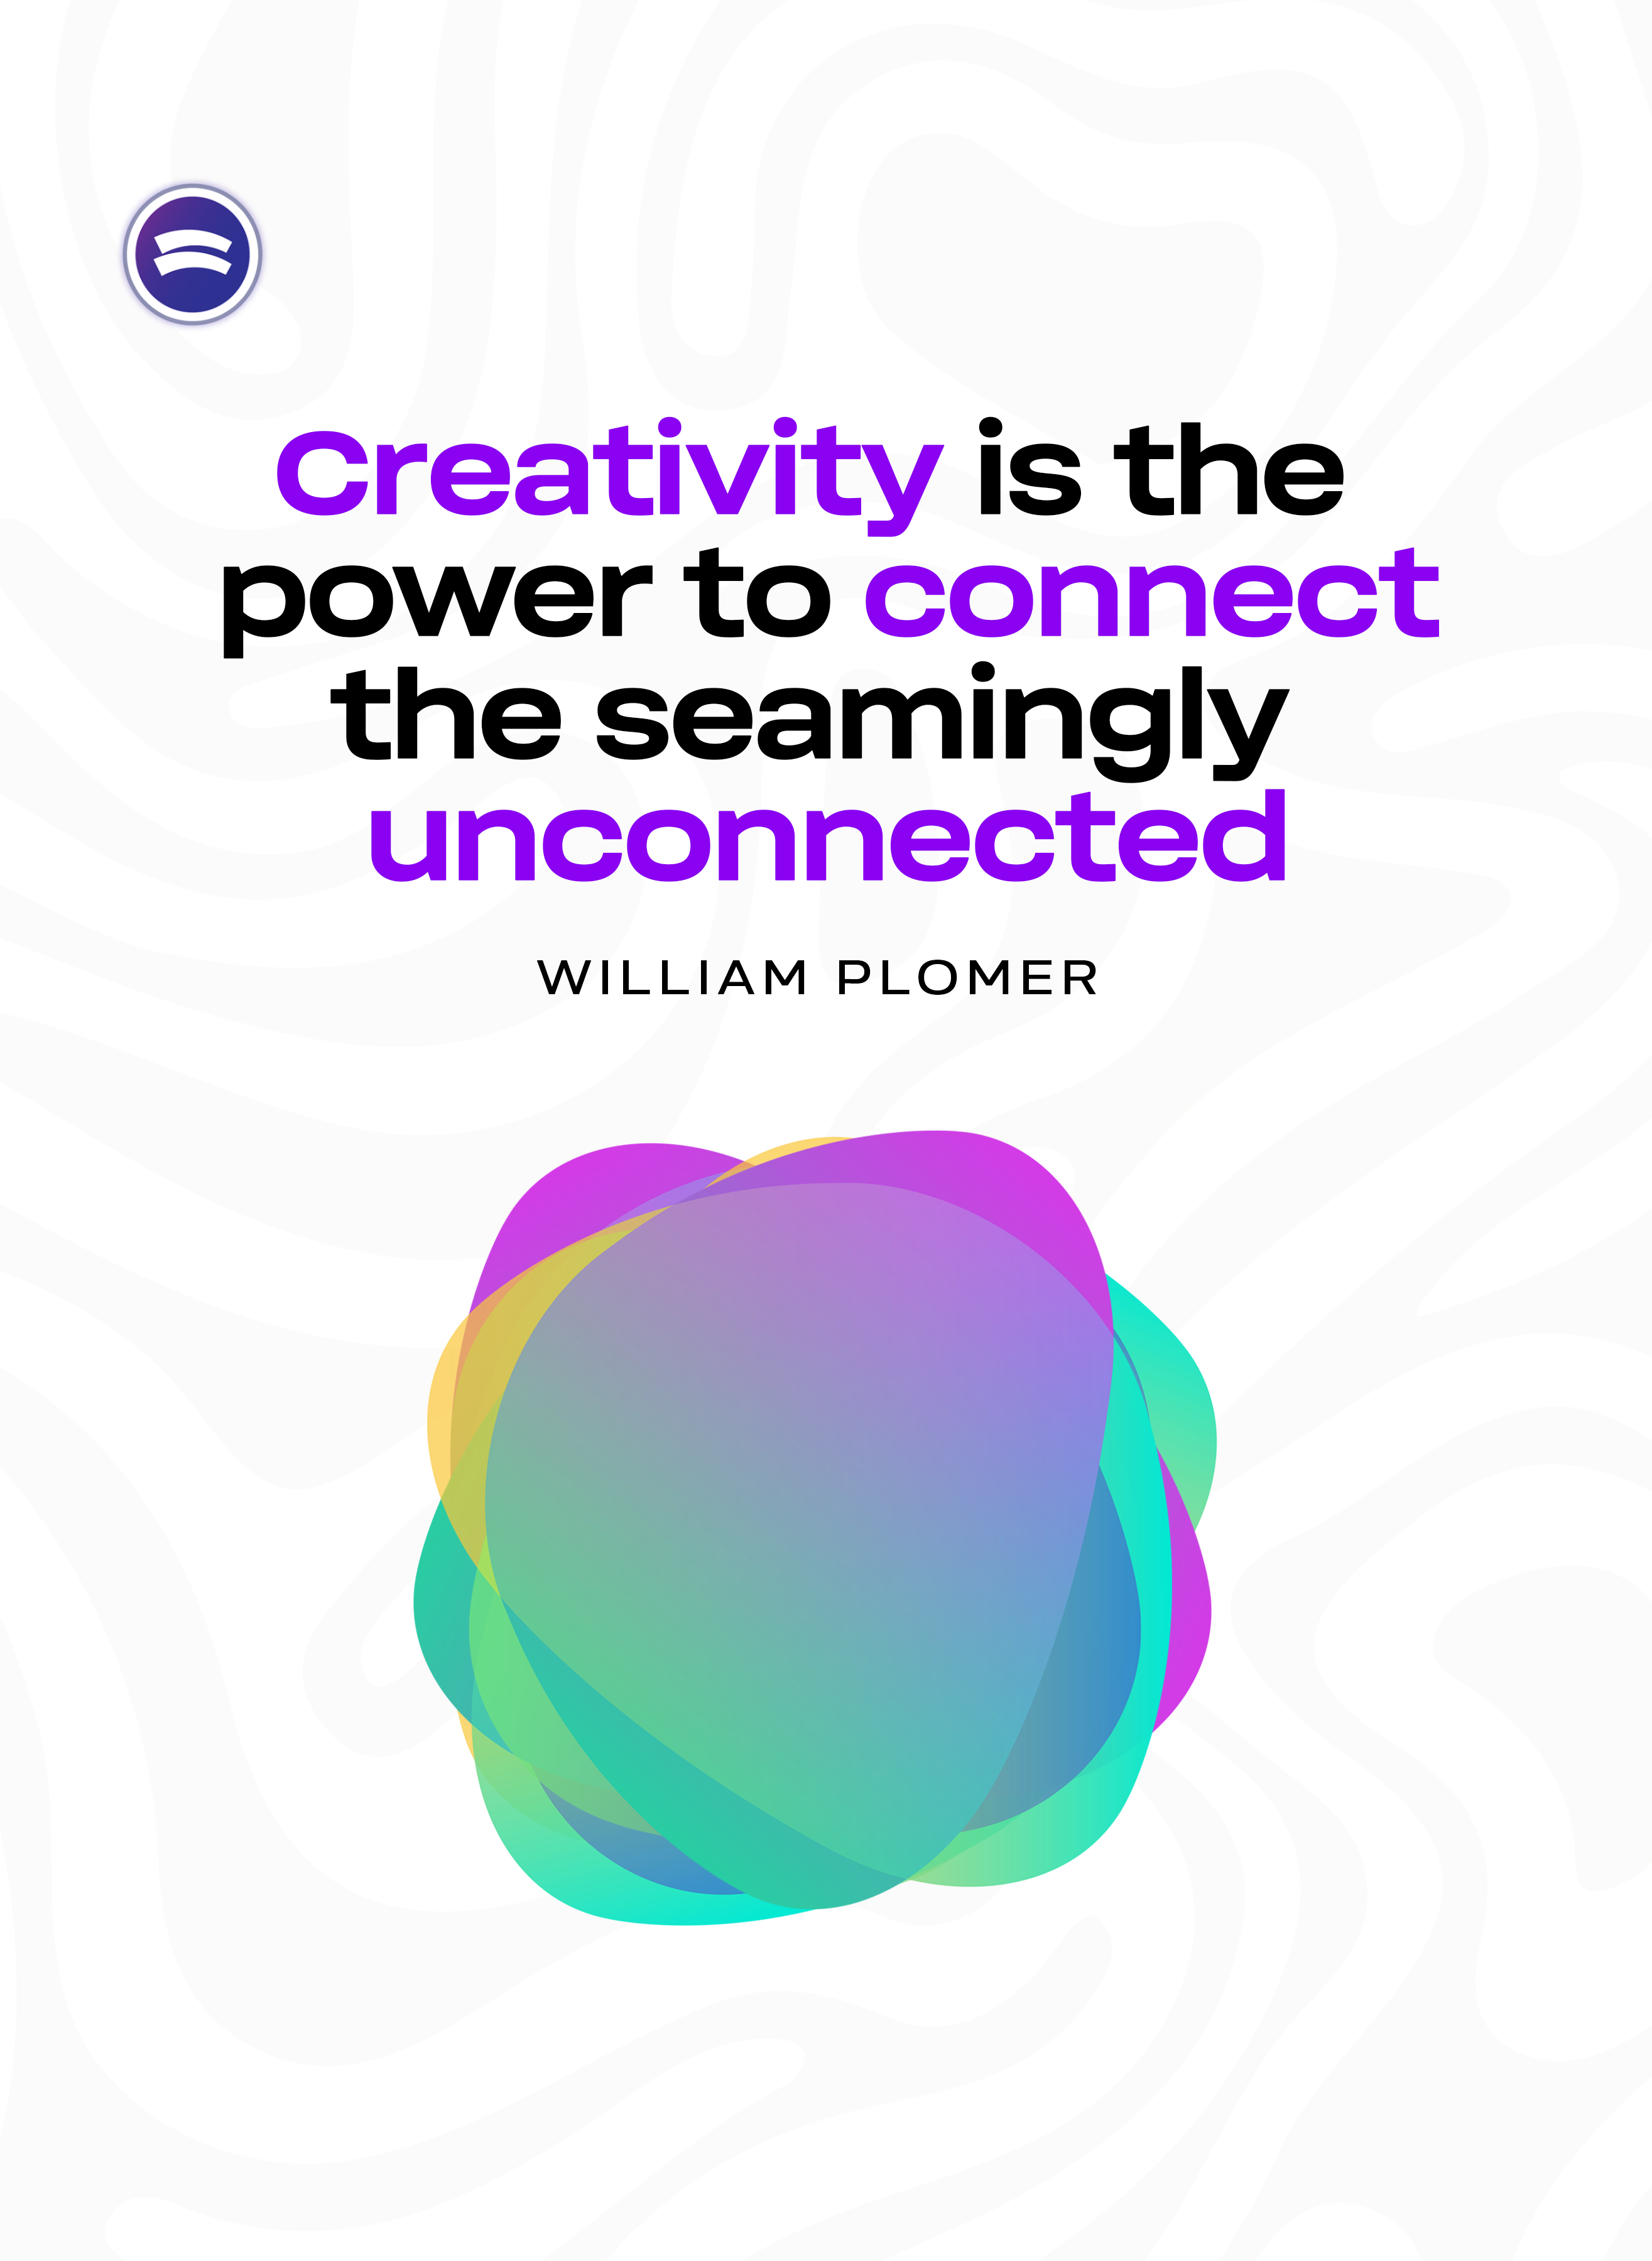 Creativity is the
power to connect
the seamingly
unconnected
WILLIAM PLOMER